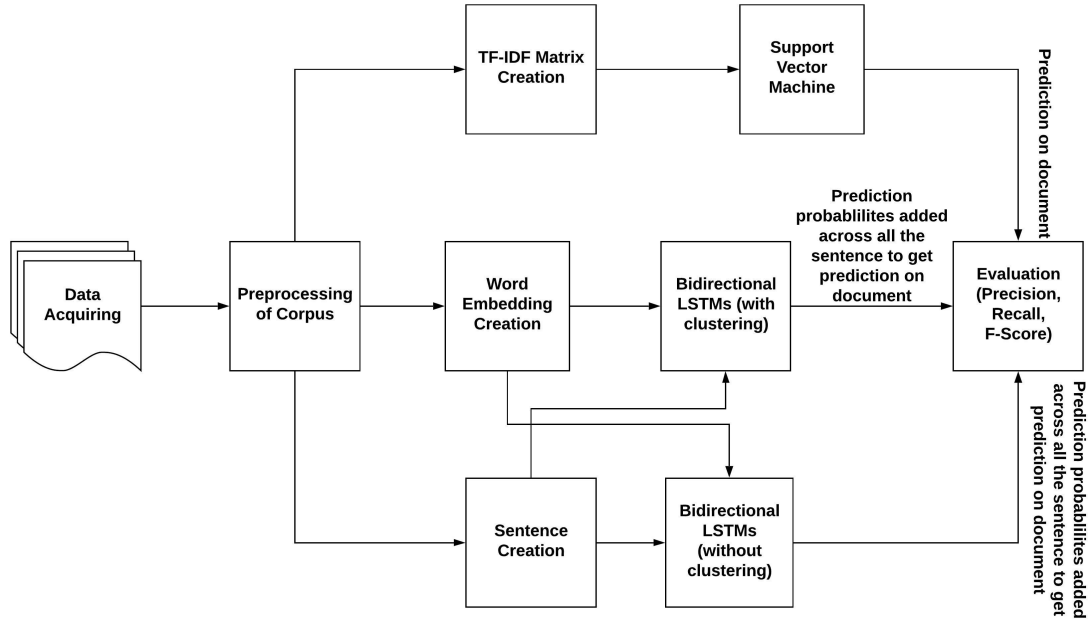 TF-IDF Matrix
Creation
Support
Vector
Machine
Prediction on document
Prediction
probablilites added
across all the
sentence to get
prediction on
document
Data
Acquiring
Preprocessing
of Corpus
Word
Embedding
Creation
Bidirectional
LSTMs (with
clustering)
Evaluation
(Precision,
Recall,
F-Score)
Sentence
Creation
Bidirectional
LSTMs
(without
clustering)
Prediction probablilites added
across all the sentence to get
prediction on document